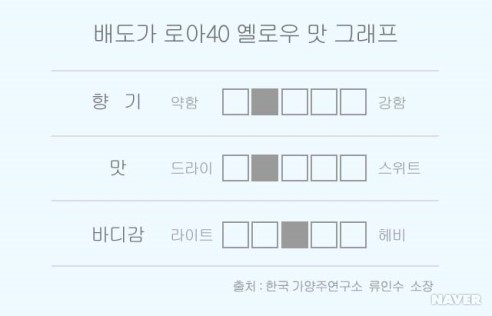 배도가 로아40 옐로우 맛 그래프
향 기 약함 강함
맛 드라이 스위트
바디감 라이트 헤비
출처 : 한국 가양주연구소 류인수 소장
NAVER